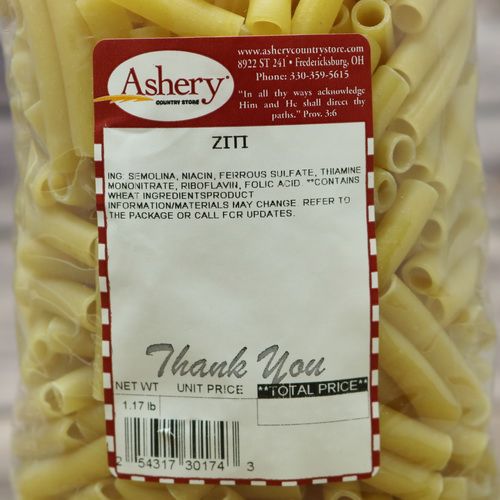 Ashery
COUNTRY STORE
www.asherycountrystore.com
8922 ST 241 • Fredericksburg, OH
Phone: 330-359-5615
"In all thy ways acknowledge
Him and He shall direct thy
paths." Prov. 3:6
ZITI
ING: SEMOLINA, NIACIN, FERROUS SULFATE, THIAMINE
MONONITRATE, RIBOFLAVIN, FOLIC ACID. **CONTAINS
WHEAT INGREDIENTSPRODUCT
INFORMATION/MATERIALS MAY CHANGE. REFER TO
THE PACKAGE OR CALL FOR UPDATES.
Thank You
NET WT UNIT PRICE **TOTAL PRICE**
1.17 lb
2 54317 30174 3